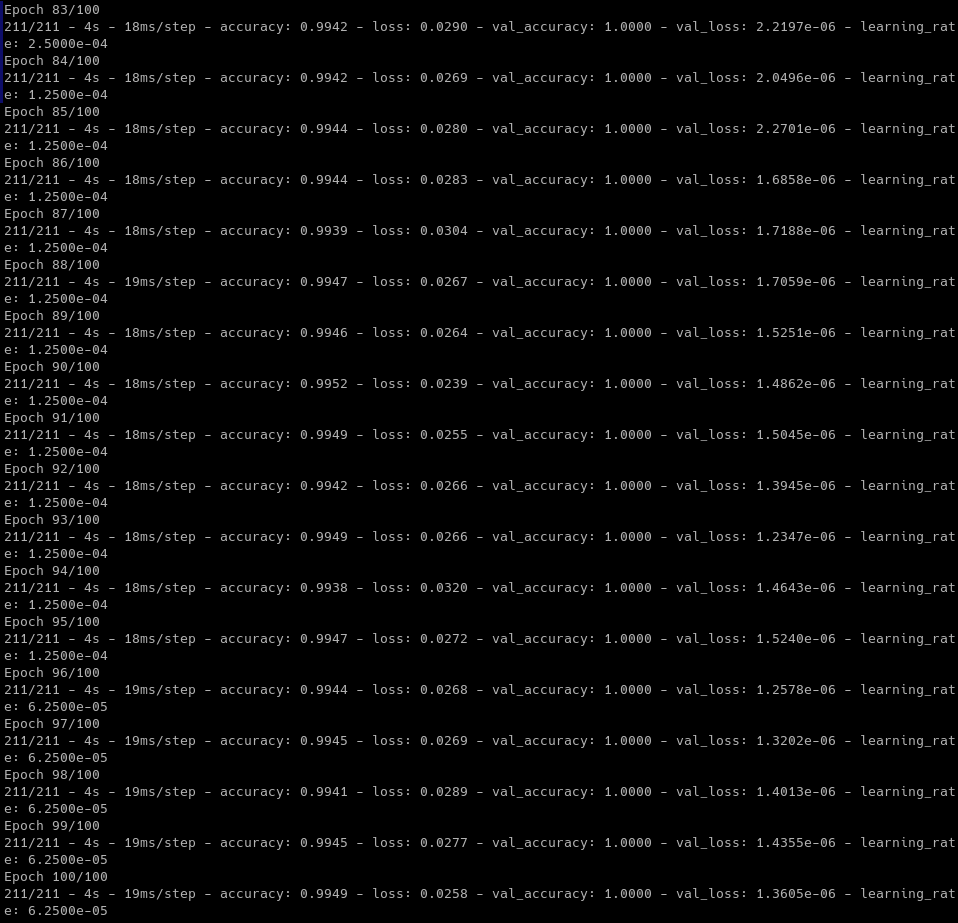 Epoch 83/100
211/211 - 4s - 18ms/step - accuracy: 0.9942 - loss: 0.0290 - val_accuracy: 1.0000 - val_loss: 2.2197e-06 - learning_rat
e: 2.5000e-04
Epoch 84/100
211/211 - 4s - 18ms/step - accuracy: 0.9942 - loss: 0.0269 - val_accuracy: 1.0000 - val_loss: 2.0496e-06 - learning_rat
e: 1.2500e-04
Epoch 85/100
211/211 - 4s - 18ms/step - accuracy: 0.9944 - loss: 0.0280 - val_accuracy: 1.0000 - val_loss: 2.2701e-06 - learning_rat
e: 1.2500e-04
Epoch 86/100
211/211 - 4s - 18ms/step - accuracy: 0.9944 - loss: 0.0283 - val_accuracy: 1.0000 - val_loss: 1.6858e-06 - learning_rat
e: 1.2500e-04
Epoch 87/100
211/211 - 4s - 18ms/step - accuracy: 0.9939 - loss: 0.0304 - val_accuracy: 1.0000 - val_loss: 1.7188e-06 - learning_rat
e: 1.2500e-04
Epoch 88/100
211/211 - 4s - 19ms/step - accuracy: 0.9947 - loss: 0.0267 - val_accuracy: 1.0000 - val_loss: 1.7059e-06 - learning_rat
e: 1.2500e-04
Epoch 89/100
211/211 - 4s - 18ms/step - accuracy: 0.9946 - loss: 0.0264 - val_accuracy: 1.0000 - val_loss: 1.5251e-06 - learning_rat
e: 1.2500e-04
Epoch 90/100
211/211 - 4s - 18ms/step - accuracy: 0.9952 - loss: 0.0239 - val_accuracy: 1.0000 - val_loss: 1.4862e-06 - learning_rat
e: 1.2500e-04
Epoch 91/100
211/211 - 4s - 18ms/step - accuracy: 0.9949 - loss: 0.0255 - val_accuracy: 1.0000 - val_loss: 1.5045e-06 - learning_rat
e: 1.2500e-04
Epoch 92/100
211/211 - 4s - 18ms/step - accuracy: 0.9942 - loss: 0.0266 - val_accuracy: 1.0000 - val_loss: 1.3945e-06 - learning_rat
e: 1.2500e-04
Epoch 93/100
211/211 - 4s - 18ms/step - accuracy: 0.9949 - loss: 0.0266 - val_accuracy: 1.0000 - val_loss: 1.2347e-06 - learning_rat
e: 1.2500e-04
Epoch 94/100
211/211 - 4s - 18ms/step - accuracy: 0.9938 - loss: 0.0320 - val_accuracy: 1.0000 - val_loss: 1.4643e-06 - learning_rat
e: 1.2500e-04
Epoch 95/100
211/211 - 4s - 18ms/step - accuracy: 0.9947 - loss: 0.0272 - val_accuracy: 1.0000 - val_loss: 1.5240e-06 - learning_rat
e: 1.2500e-04
Epoch 96/100
211/211 - 4s - 19ms/step - accuracy: 0.9944 - loss: 0.0268 - val_accuracy: 1.0000 - val_loss: 1.2578e-06 - learning_rat
e: 6.2500e-05
Epoch 97/100
211/211 - 4s - 19ms/step - accuracy: 0.9945 - loss: 0.0269 - val_accuracy: 1.0000 - val_loss: 1.3202e-06 - learning_rat
e: 6.2500e-05
Epoch 98/100
211/211 - 4s - 19ms/step - accuracy: 0.9941 - loss: 0.0289 - val_accuracy: 1.0000 - val_loss: 1.4013e-06 - learning_rat
e: 6.2500e-05
Epoch 99/100
211/211 - 4s - 19ms/step - accuracy: 0.9945 - loss: 0.0277 - val_accuracy: 1.0000 - val_loss: 1.4355e-06 - learning_rat
e: 6.2500e-05
Epoch 100/100
211/211 - 4s - 19ms/step - accuracy: 0.9949 - loss: 0.0258 - val_accuracy: 1.0000 - val_loss: 1.3605e-06 - learning_rat
e: 6.2500e-05